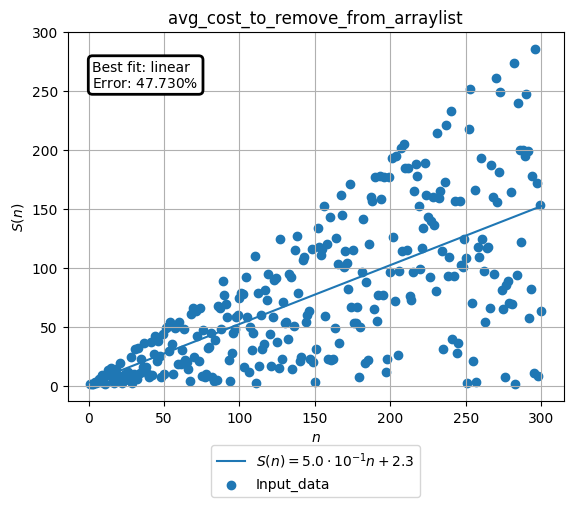 avg_cost_to_remove_from_arraylist
Best fit: linear
Error: 47.730%
S(n)
300
250
200
150
100
50
0
0 50 100 150 200 250 300
n
S(n) = 5.0 · 10⁻¹n + 2.3
Input_data